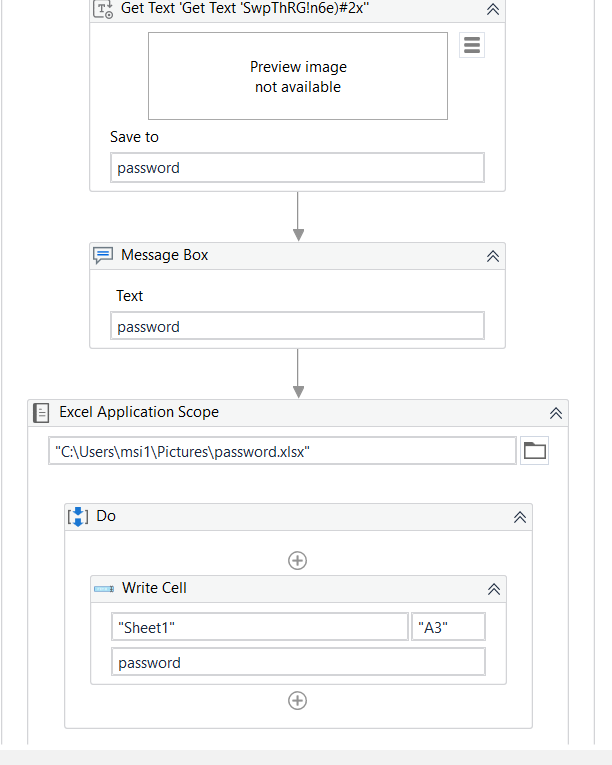 Get Text 'Get Text 'SwpThRG!n6e)#2x''
Preview image
not available
Save to
password
Message Box
Text
password
Excel Application Scope
"C:\Users\msi1\Pictures\password.xlsx"
Do
Write Cell
"Sheet1" "A3"
password